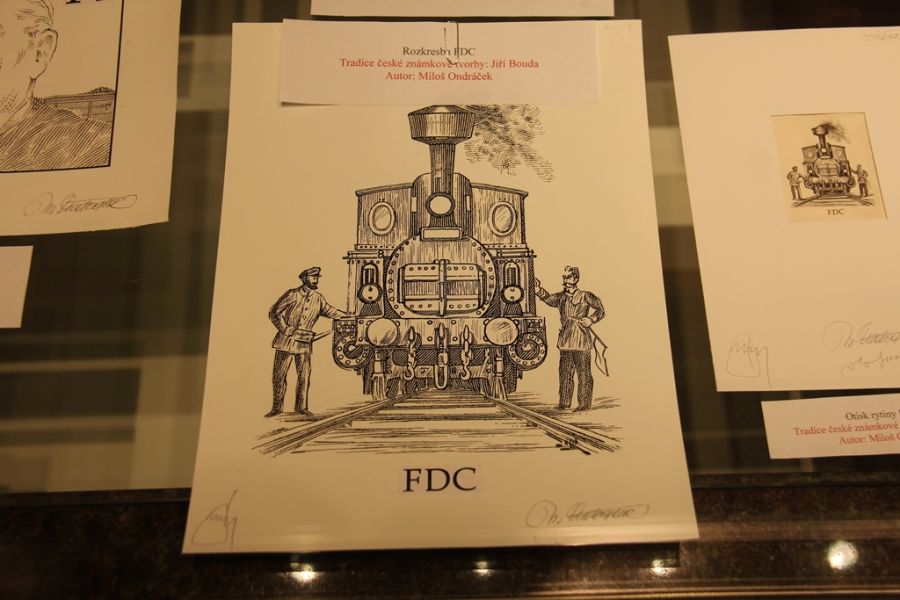 Rozkresba FDC
Tradice české známkové tvorby: Jiří Bouda
Autor: Miloš Ondráček
FDC
FDC
Otisk rytiny
Tradice české známkové
Autor: Miloš